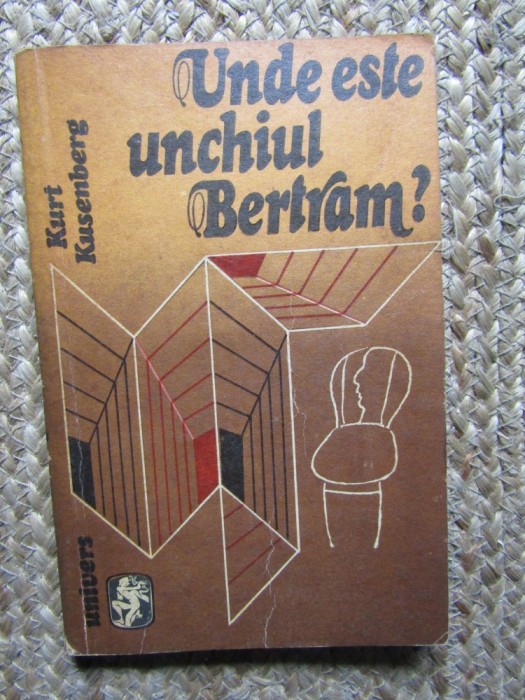 Unde este
unchiul
Bertram?
Kurt
Kusenberg
univers